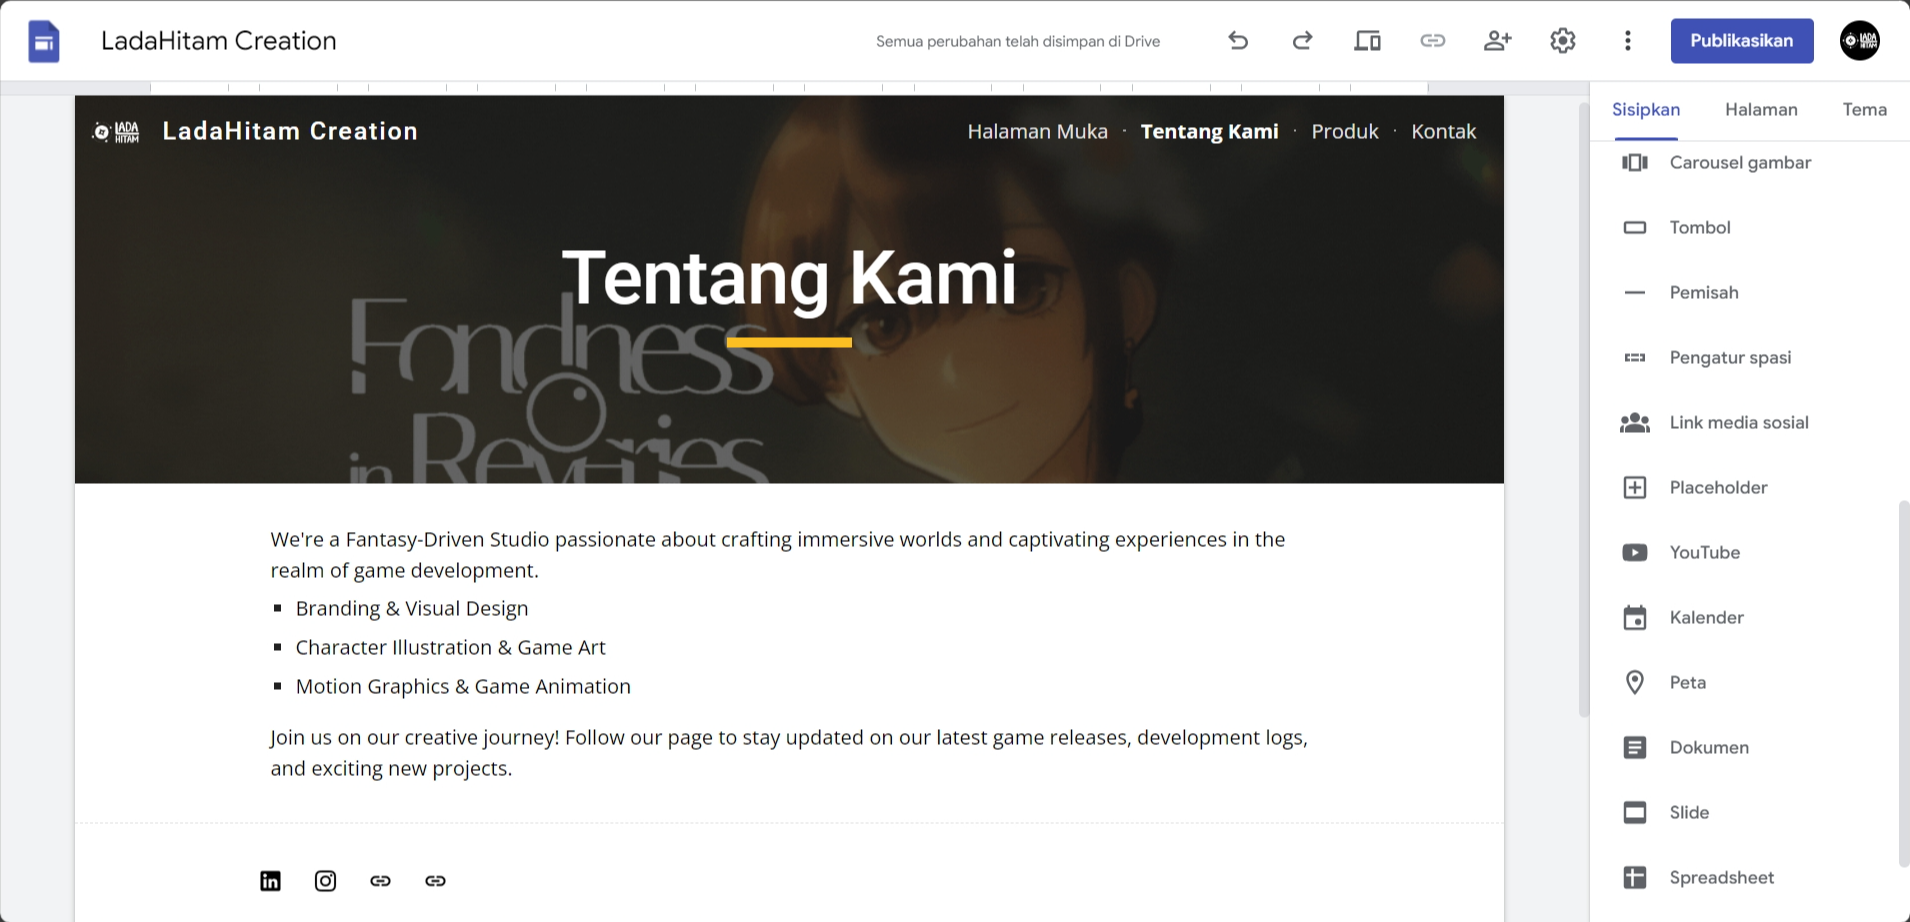 LadaHitam Creation
Semua perubahan telah disimpan di Drive
Publikasikan
LADA
HITAM
LADA
HITAM
LadaHitam Creation
Halaman Muka · Tentang Kami · Produk · Kontak
Tentang Kami
Fondness
in Reveries
We're a Fantasy-Driven Studio passionate about crafting immersive worlds and captivating experiences in the
realm of game development.
▪ Branding & Visual Design
▪ Character Illustration & Game Art
▪ Motion Graphics & Game Animation
Join us on our creative journey! Follow our page to stay updated on our latest game releases, development logs,
and exciting new projects.
in
Sisipkan
Halaman
Tema
Carousel gambar
Tombol
Pemisah
Pengatur spasi
Link media sosial
Placeholder
YouTube
Kalender
Peta
Dokumen
Slide
Spreadsheet